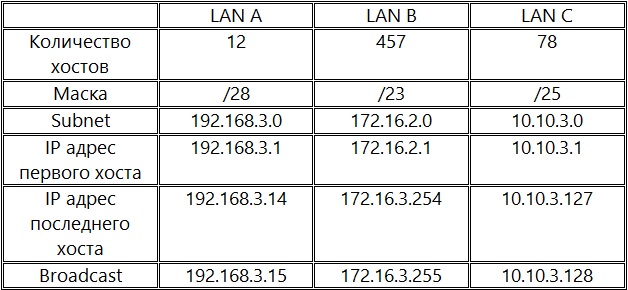 LAN A LAN B LAN C
Количество 12 457 78
хостов
Маска /28 /23 /25
Subnet 192.168.3.0 172.16.2.0 10.10.3.0
IP адрес 192.168.3.1 172.16.2.1 10.10.3.1
первого хоста
IP адрес 192.168.3.14 172.16.3.254 10.10.3.127
последнего
хоста
Broadcast 192.168.3.15 172.16.3.255 10.10.3.128